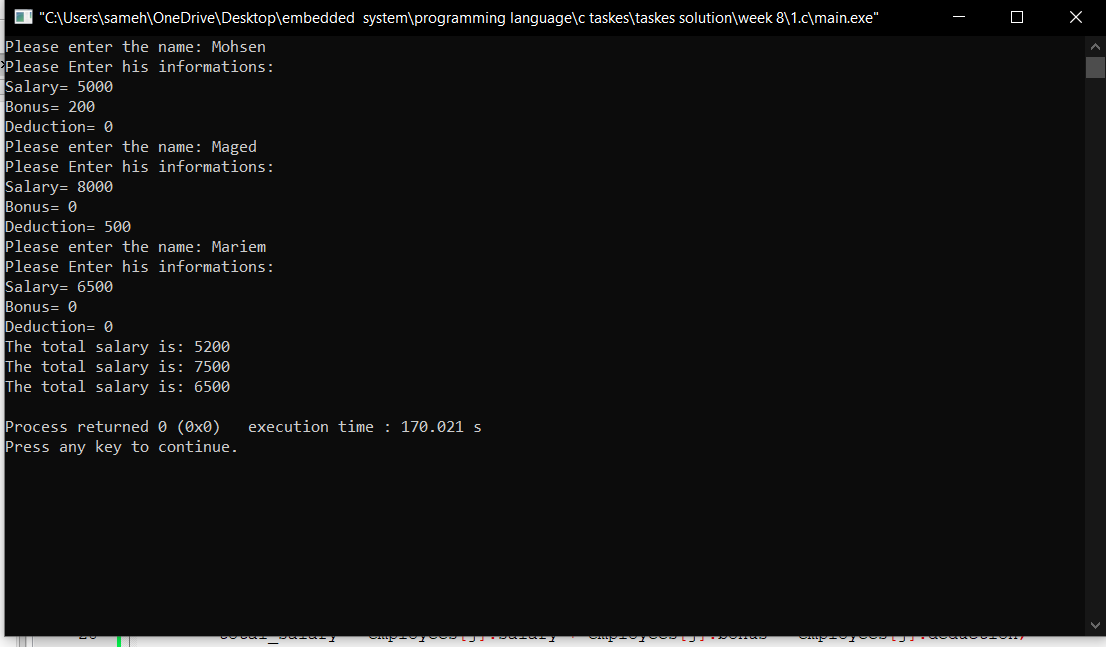 "C:\Users\sameh\OneDrive\Desktop\embedded  system\programming language\c taskes\taskes solution\week 8\1.c\main.exe"
Please enter the name: Mohsen
Please Enter his informations:
Salary= 5000
Bonus= 200
Deduction= 0
Please enter the name: Maged
Please Enter his informations:
Salary= 8000
Bonus= 0
Deduction= 500
Please enter the name: Mariem
Please Enter his informations:
Salary= 6500
Bonus= 0
Deduction= 0
The total salary is: 5200
The total salary is: 7500
The total salary is: 6500
Process returned 0 (0x0)   execution time : 170.021 s
Press any key to continue.